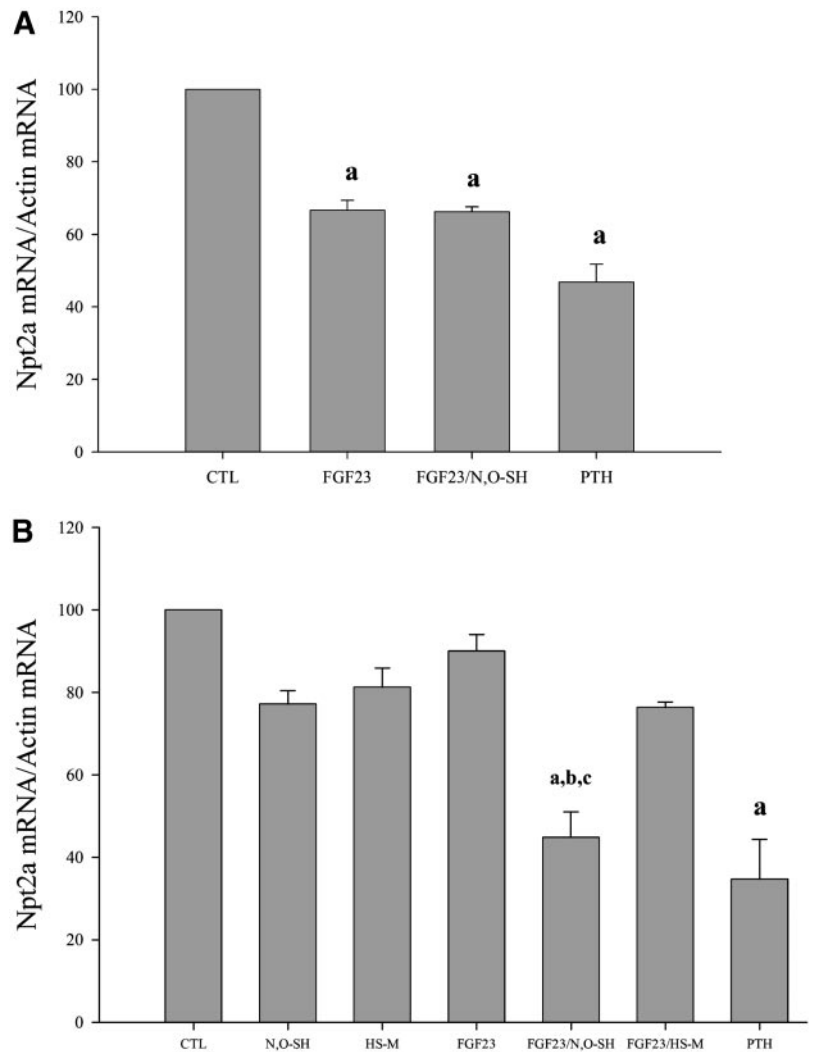 A
Npt2a mRNA/Actin mRNA
120
100
80
60
40
20
0
a
a
a
CTL FGF23 FGF23/N,O-SH PTH
B
Npt2a mRNA/Actin mRNA
120
100
80
60
40
20
0
a,b,c
a
CTL N,O-SH HS-M FGF23 FGF23/N,O-SH FGF23/HS-M PTH